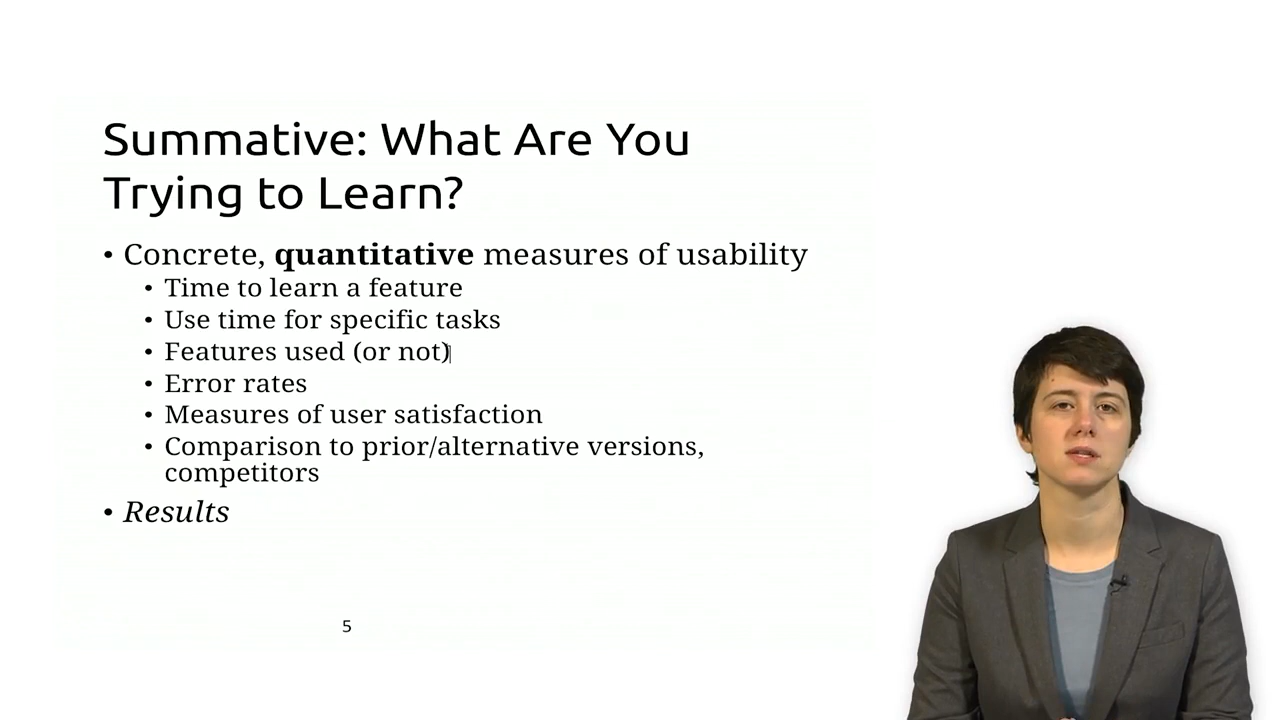 Summative: What Are You
Trying to Learn?
• Concrete, quantitative measures of usability
• Time to learn a feature
• Use time for specific tasks
• Features used (or not)
• Error rates
• Measures of user satisfaction
• Comparison to prior/alternative versions,
competitors
• Results
5